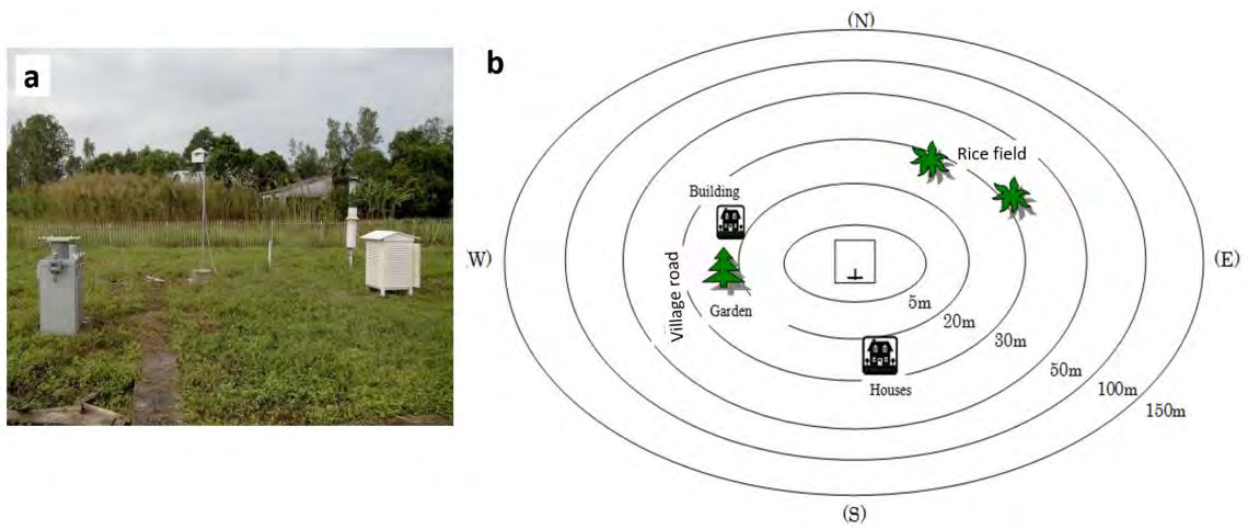 a
b
(N)
Rice field
Building
W)
(E)
Village road
Garden
5m
20m
30m
50m
100m
150m
Houses
(S)